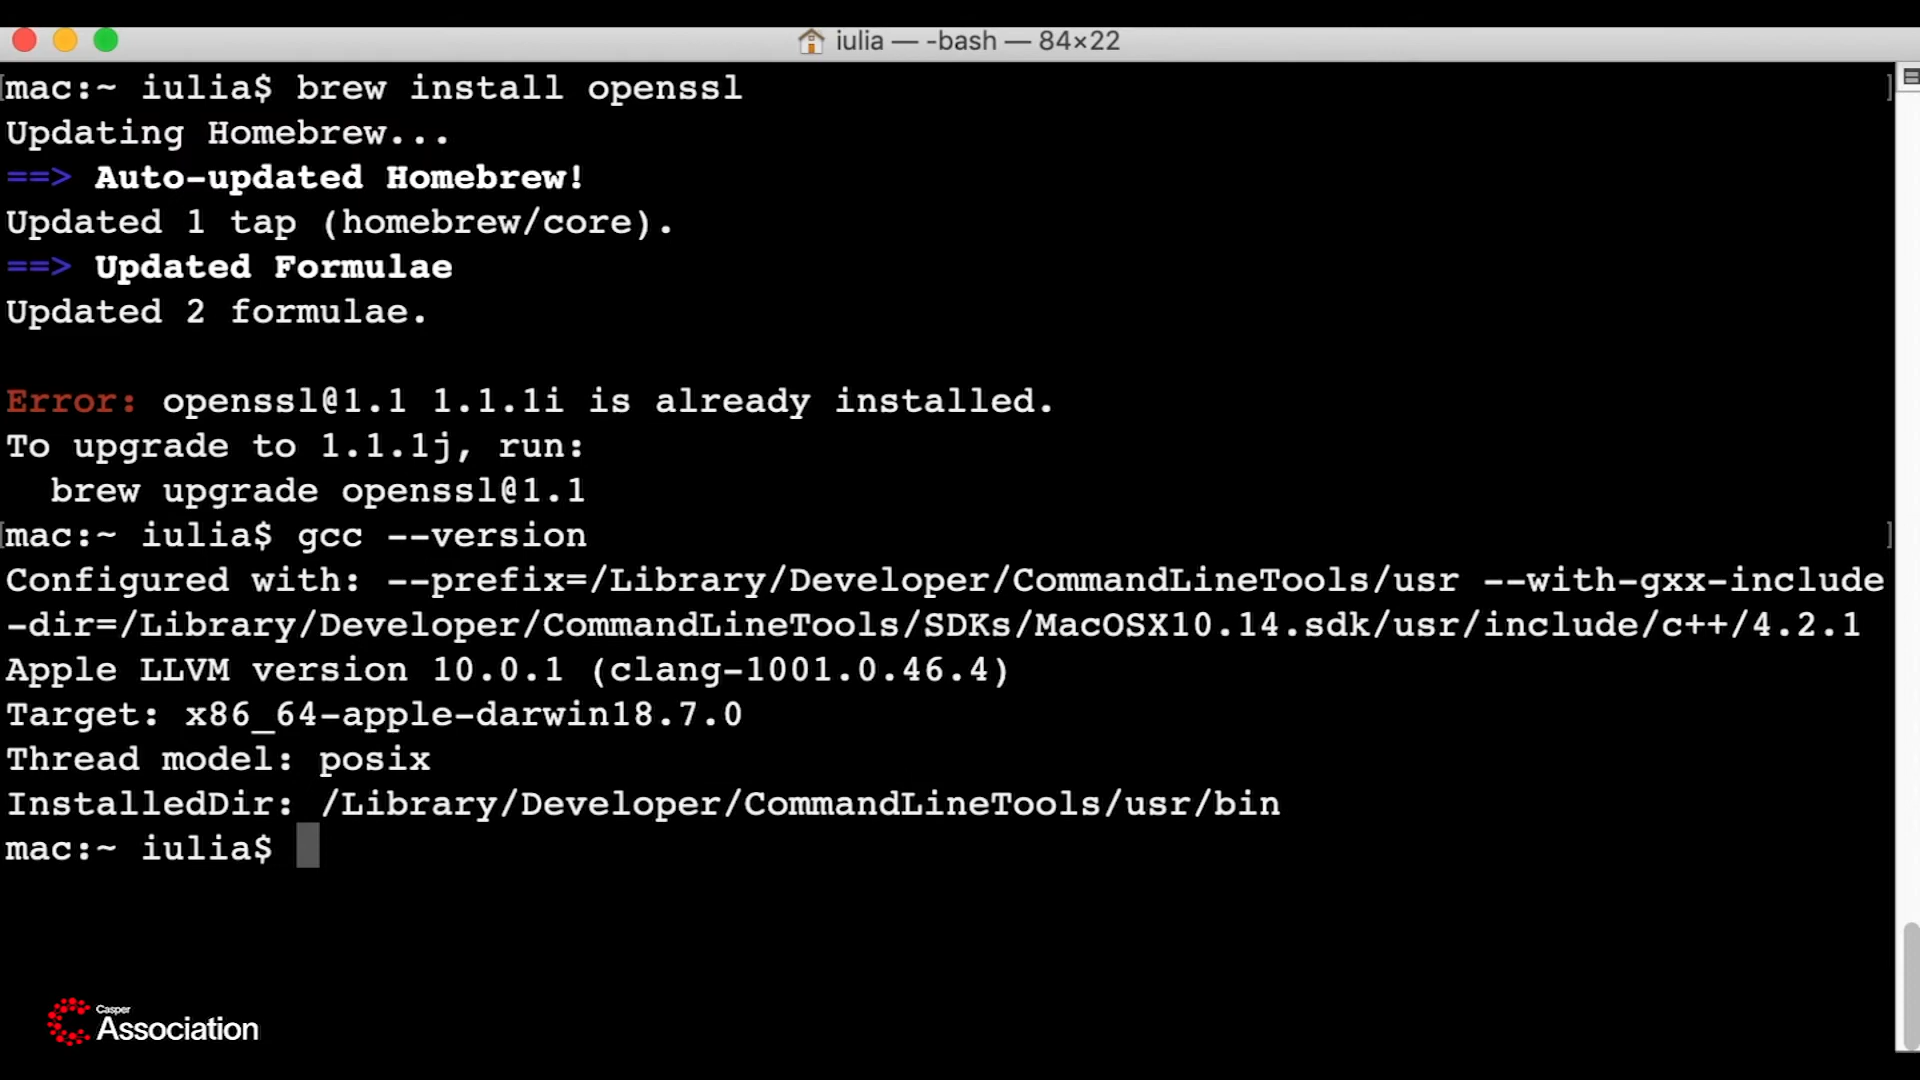 iulia — -bash — 84×22
mac:~ iulia$ brew install openssl
Updating Homebrew...
==> Auto-updated Homebrew!
Updated 1 tap (homebrew/core).
==> Updated Formulae
Updated 2 formulae.
Error: openssl@1.1 1.1.1i is already installed.
To upgrade to 1.1.1j, run:
  brew upgrade openssl@1.1
mac:~ iulia$ gcc --version
Configured with: --prefix=/Library/Developer/CommandLineTools/usr --with-gxx-include
-dir=/Library/Developer/CommandLineTools/SDKs/MacOSX10.14.sdk/usr/include/c++/4.2.1
Apple LLVM version 10.0.1 (clang-1001.0.46.4)
Target: x86_64-apple-darwin18.7.0
Thread model: posix
InstalledDir: /Library/Developer/CommandLineTools/usr/bin
mac:~ iulia$
Casper
Association